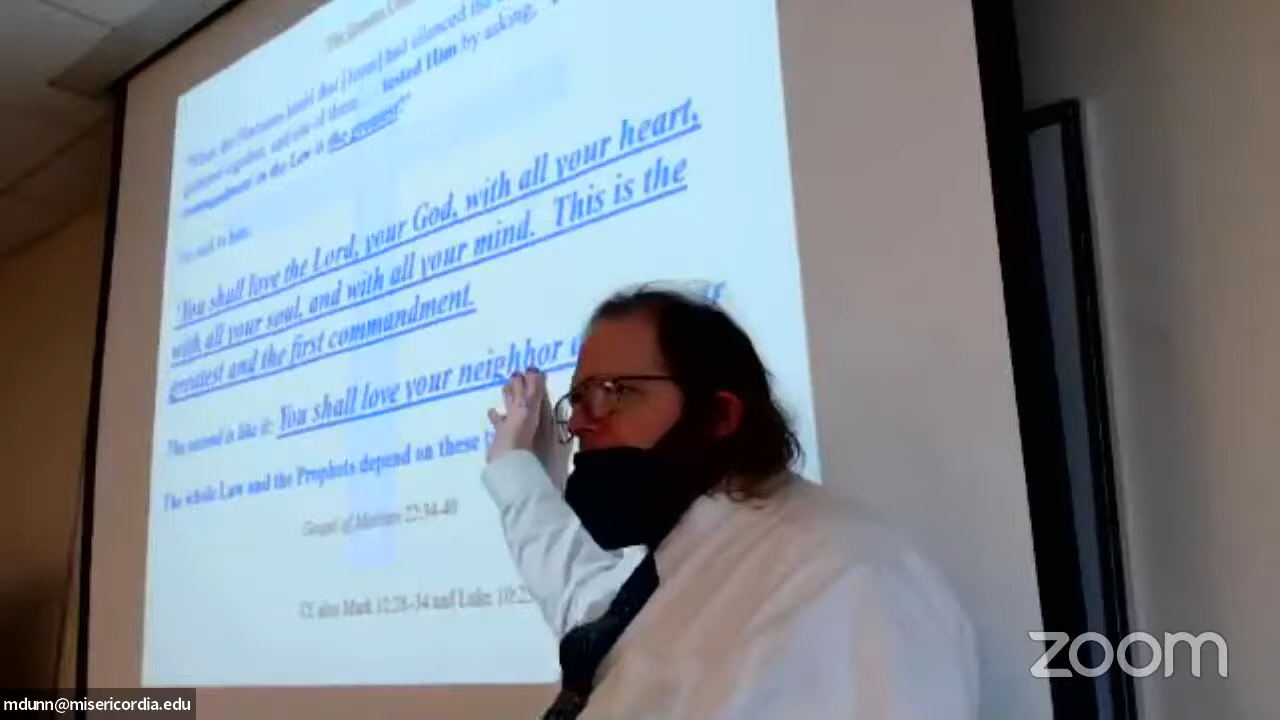 "When the Pharisees heard that [Jesus] had silenced the
gathered together, and one of them tested Him by asking,
commandment in the Law is the greatest?"
He said to him:
"You shall love the Lord, your God, with all your heart,
with all your soul, and with all your mind. This is the
greatest and the first commandment.
The second is like it: You shall love your neighbor
The whole Law and the Prophets depend on these
Gospel of Matthew 22:34-40
Cf. also Mark 12:28-34 and Luke: 10:2
zoom
mdunn@misericordia.edu